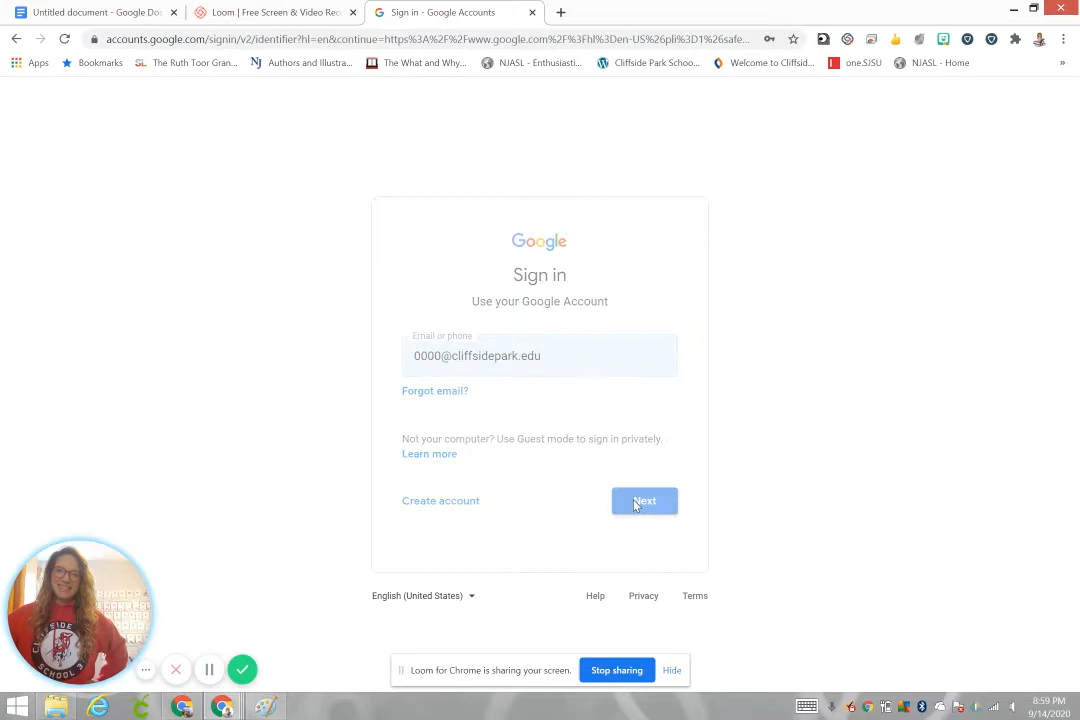 Untitled document - Google Doc
Loom | Free Screen & Video Rec
Sign in - Google Accounts
accounts.google.com/signin/v2/identifier?hl=en&continue=https%3A%2F%2Fwww.google.com%2F%3Fhl%3Den-US%26pli%3D1%26safe...
Apps
Bookmarks
The Ruth Toor Gran...
Authors and Illustra...
The What and Why...
NJASL - Enthusiasti...
Cliffside Park Schoo...
Welcome to Cliffsid...
one.SJSU
NJASL - Home
»
Google
Sign in
Use your Google Account
Email or phone
0000@cliffsidepark.edu
Forgot email?
Not your computer? Use Guest mode to sign in privately.
Learn more
Create account
Next
English (United States)
Help
Privacy
Terms
CLIFFSIDE
SCHOOL 3
Loom for Chrome is sharing your screen.
Stop sharing
Hide
8:59 PM
9/14/2020